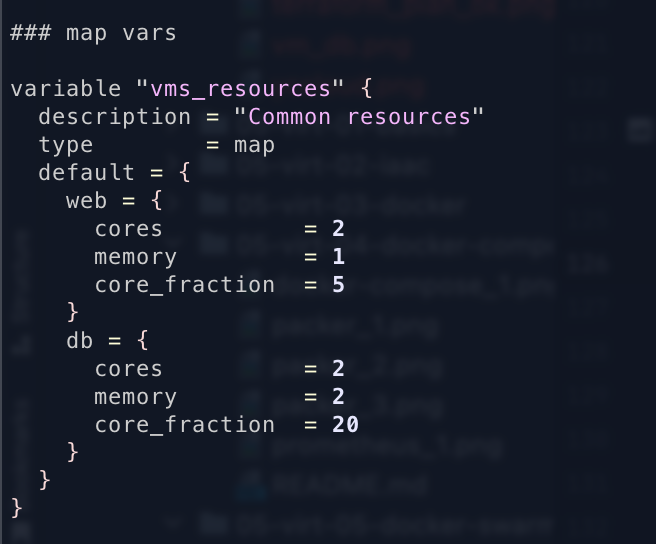 ### map vars
variable "vms_resources" {
  description = "Common resources"
  type        = map
  default = {
    web = {
      cores          = 2
      memory         = 1
      core_fraction  = 5
    }
    db = {
      cores          = 2
      memory         = 2
      core_fraction  = 20
    }
  }
}